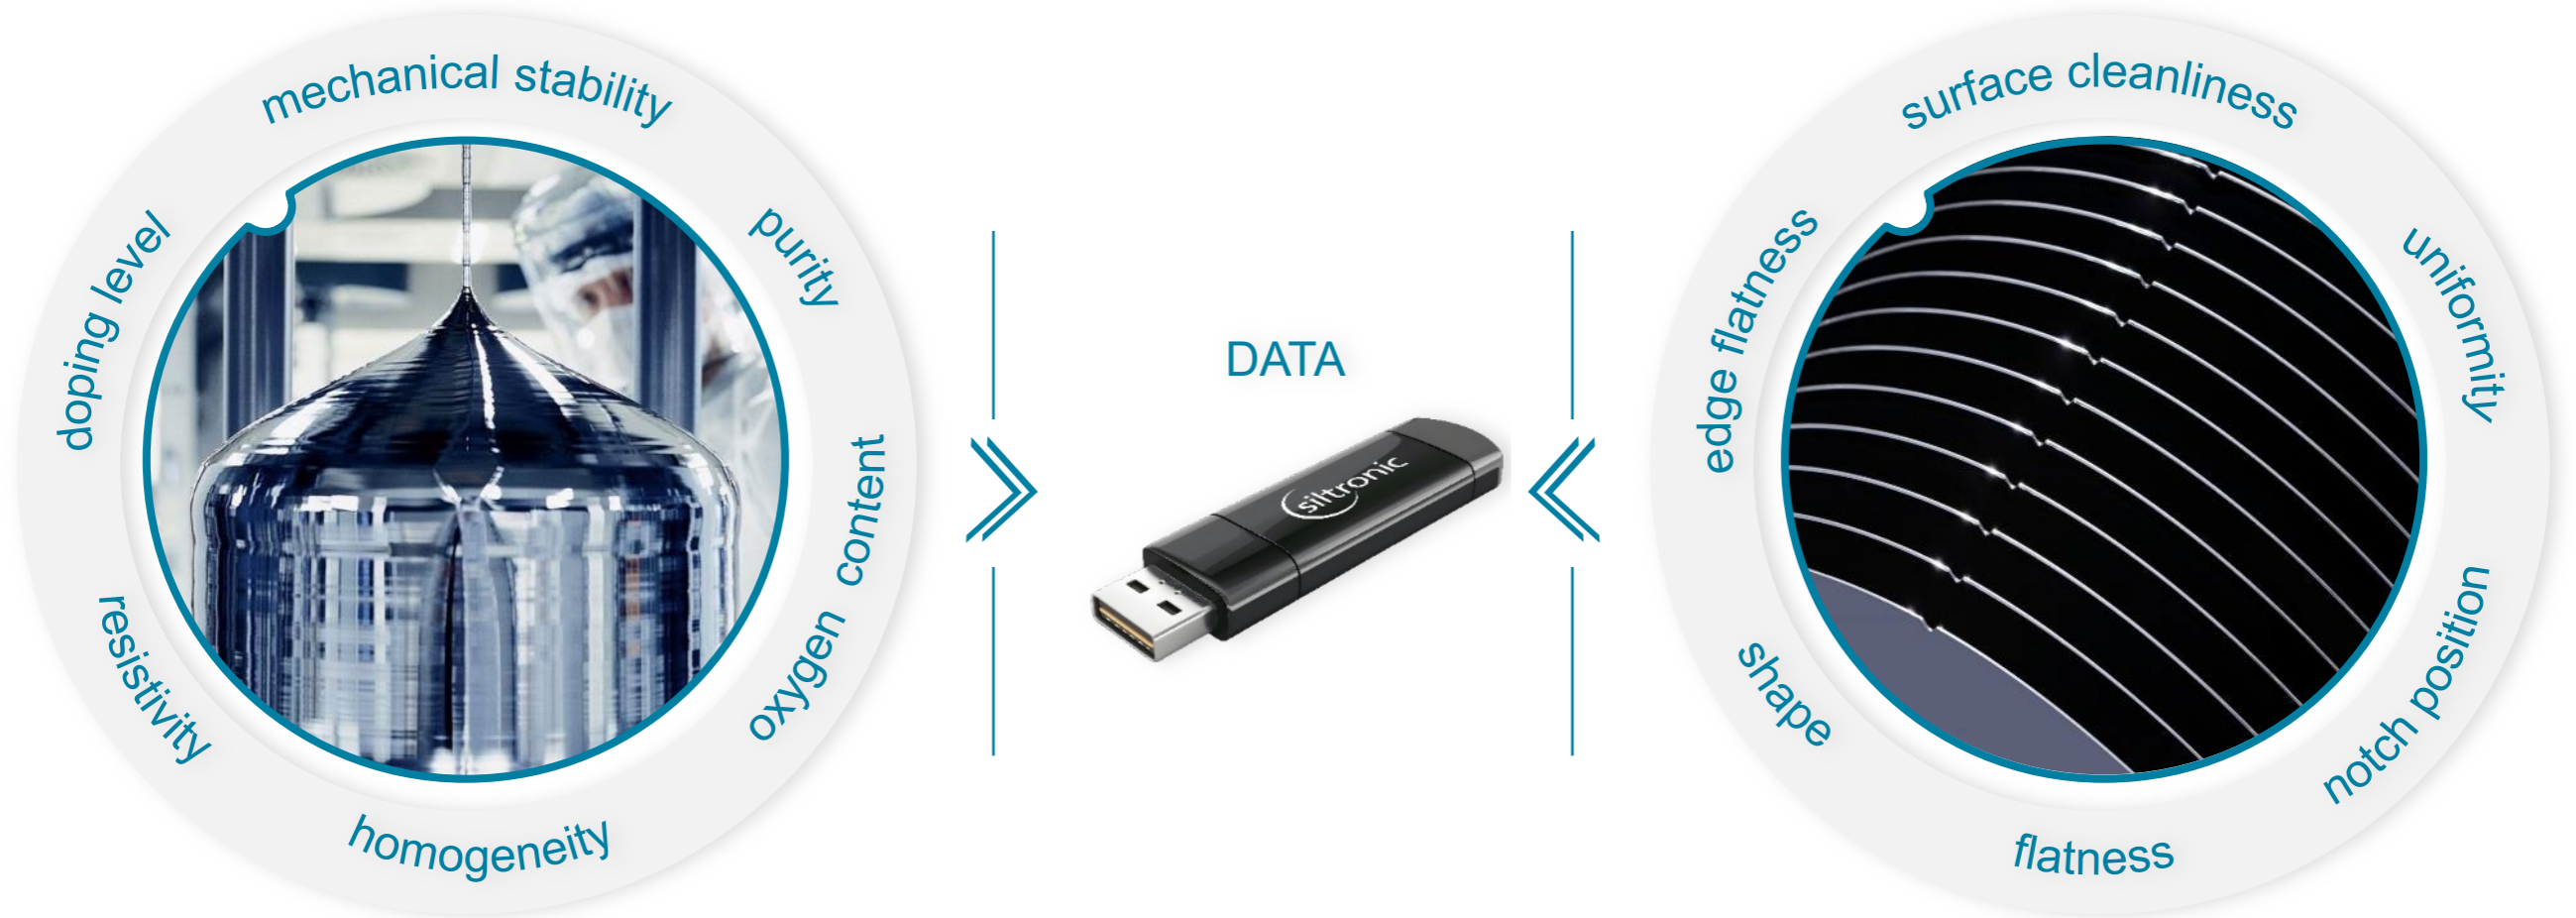 mechanical stability
purity
oxygen content
homogeneity
resistivity
doping level
DATA
siltronic
surface cleanliness
uniformity
notch position
flatness
shape
edge flatness